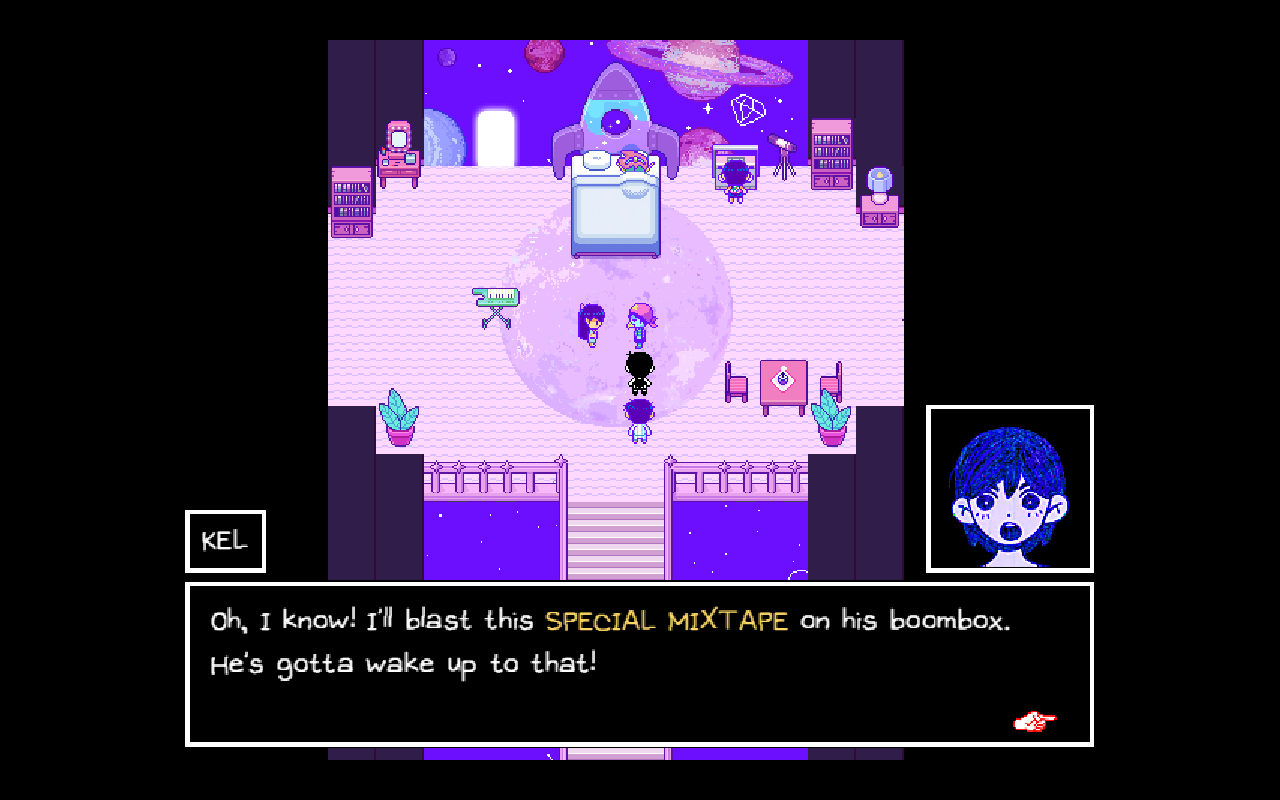 KEL
Oh, I know! I'll blast this SPECIAL MIXTAPE on his boombox.
He's gotta wake up to that!